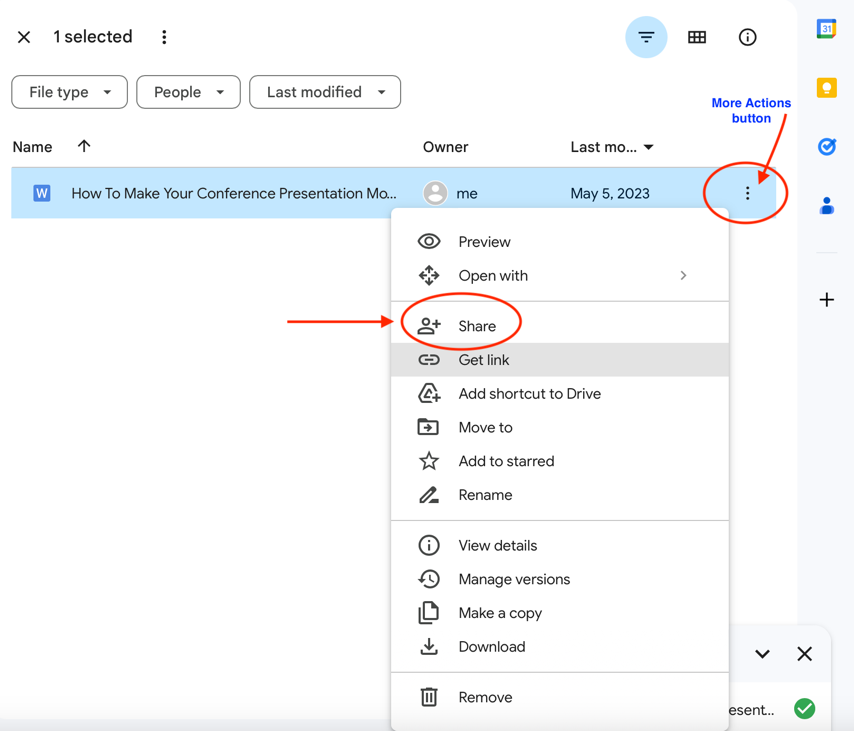 1 selected
31
File type
People
Last modified
More Actions
button
Name
Owner
Last mo...
W
How To Make Your Conference Presentation Mo...
me
May 5, 2023
Preview
Open with
Share
Get link
Add shortcut to Drive
Move to
Add to starred
Rename
View details
Manage versions
Make a copy
Download
Remove
esent...